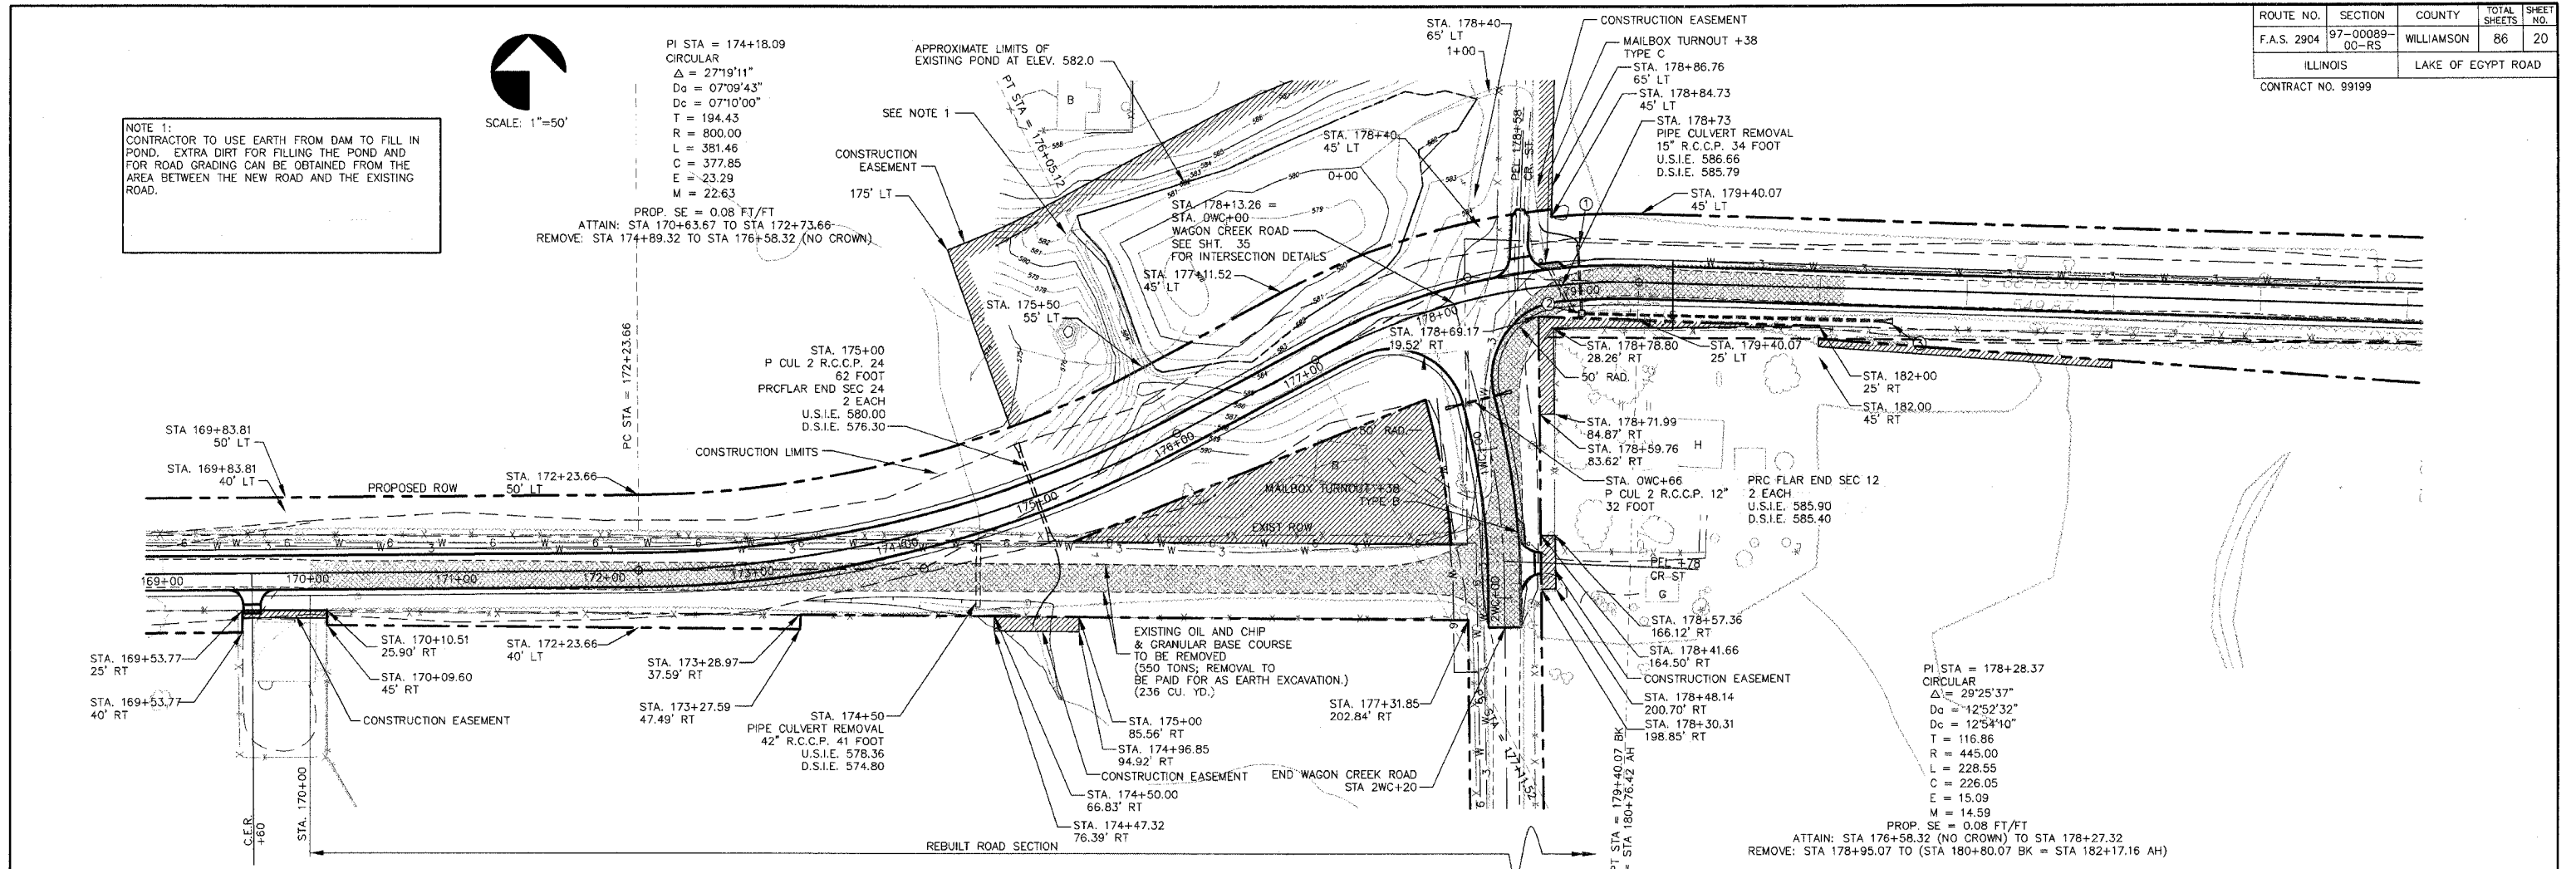 ROUTE NO. SECTION COUNTY TOTAL SHEETS SHEET NO.
F.A.S. 2904 97-00089-00-RS WILLIAMSON 86 20
ILLINOIS LAKE OF EGYPT ROAD
CONTRACT NO. 99199
SCALE: 1"=50'
NOTE 1:
CONTRACTOR TO USE EARTH FROM DAM TO FILL IN
POND. EXTRA DIRT FOR FILLING THE POND AND
FOR ROAD GRADING CAN BE OBTAINED FROM THE
AREA BETWEEN THE NEW ROAD AND THE EXISTING
ROAD.
PI STA = 174+18.09
CIRCULAR
Δ = 27°19'11"
Da = 07°09'43"
Dc = 07°10'00"
T = 194.43
R = 800.00
L = 381.46
C = 377.85
E = 23.29
M = 22.63
PROP. SE = 0.08 FT/FT
ATTAIN: STA 170+63.67 TO STA 172+73.66
REMOVE: STA 174+89.32 TO STA 176+58.32 (NO CROWN)
APPROXIMATE LIMITS OF
EXISTING POND AT ELEV. 582.0
SEE NOTE 1
CONSTRUCTION
EASEMENT
175' LT
PT STA = 176+05.12
B
STA. 178+40
65' LT
1+00
STA. 178+40
45' LT
0+00
PEL 178+58
CR. ST.
CONSTRUCTION EASEMENT
MAILBOX TURNOUT +38
TYPE C
STA. 178+86.76
65' LT
STA. 178+84.73
45' LT
STA. 178+73
PIPE CULVERT REMOVAL
15" R.C.C.P. 34 FOOT
U.S.I.E. 586.66
D.S.I.E. 585.79
STA. 179+40.07
45' LT
STA. 178+13.26 =
STA. 0WC+00
WAGON CREEK ROAD
SEE SHT. 35
FOR INTERSECTION DETAILS
STA. 177+11.52
45' LT
STA. 175+50
55' LT
STA. 175+00
P CUL 2 R.C.C.P. 24
62 FOOT
PRCFLAR END SEC 24
2 EACH
U.S.I.E. 580.00
D.S.I.E. 576.30
CONSTRUCTION LIMITS
PC STA = 172+23.66
STA 169+83.81
50' LT
STA. 169+83.81
40' LT
PROPOSED ROW
STA. 172+23.66
50' LT
169+00
170+00
171+00
172+00
173+00
174+00
175+00
176+00
177+00
178+00
179+00
1
2
3
STA. 178+69.17
19.52' RT
STA. 178+78.80
28.26' RT
50' RAD.
STA. 179+40.07
25' LT
STA. 182+00
25' RT
STA. 182.00
45' RT
STA. 178+71.99
84.87' RT
STA. 178+59.76
83.62' RT
STA. 0WC+66
P CUL 2 R.C.C.P. 12"
32 FOOT
PRC FLAR END SEC 12
2 EACH
U.S.I.E. 585.90
D.S.I.E. 585.40
H
50' RAD.
B
MAILBOX TURNOUT +38
TYPE B
EXIST ROW
1WC+00
2WC+00
PEL +78
CR ST
G
STA. 178+57.36
166.12' RT
STA. 178+41.66
164.50' RT
CONSTRUCTION EASEMENT
STA. 178+48.14
200.70' RT
STA. 178+30.31
198.85' RT
STA. 169+53.77
25' RT
STA. 169+53.77
40' RT
STA. 170+10.51
25.90' RT
STA. 170+09.60
45' RT
CONSTRUCTION EASEMENT
STA. 172+23.66
40' LT
STA. 173+28.97
37.59' RT
STA. 173+27.59
47.49' RT
STA. 174+50
PIPE CULVERT REMOVAL
42" R.C.C.P. 41 FOOT
U.S.I.E. 578.36
D.S.I.E. 574.80
EXISTING OIL AND CHIP
& GRANULAR BASE COURSE
TO BE REMOVED
(550 TONS; REMOVAL TO
BE PAID FOR AS EARTH EXCAVATION.)
(236 CU. YD.)
STA. 175+00
85.56' RT
STA. 174+96.85
94.92' RT
CONSTRUCTION EASEMENT
STA. 174+50.00
66.83' RT
STA. 174+47.32
76.39' RT
STA. 177+31.85
202.84' RT
END WAGON CREEK ROAD
STA 2WC+20
C.E.R.
+60
STA. 170+00
REBUILT ROAD SECTION
PT STA = 179+40.07 BK
= STA 180+76.42 AH
PI STA = 178+28.37
CIRCULAR
Δ = 29°25'37"
Da = 12°52'32"
Dc = 12°54'10"
T = 116.86
R = 445.00
L = 228.55
C = 226.05
E = 15.09
M = 14.59
PROP. SE = 0.08 FT/FT
ATTAIN: STA 176+58.32 (NO CROWN) TO STA 178+27.32
REMOVE: STA 178+95.07 TO (STA 180+80.07 BK = STA 182+17.16 AH)